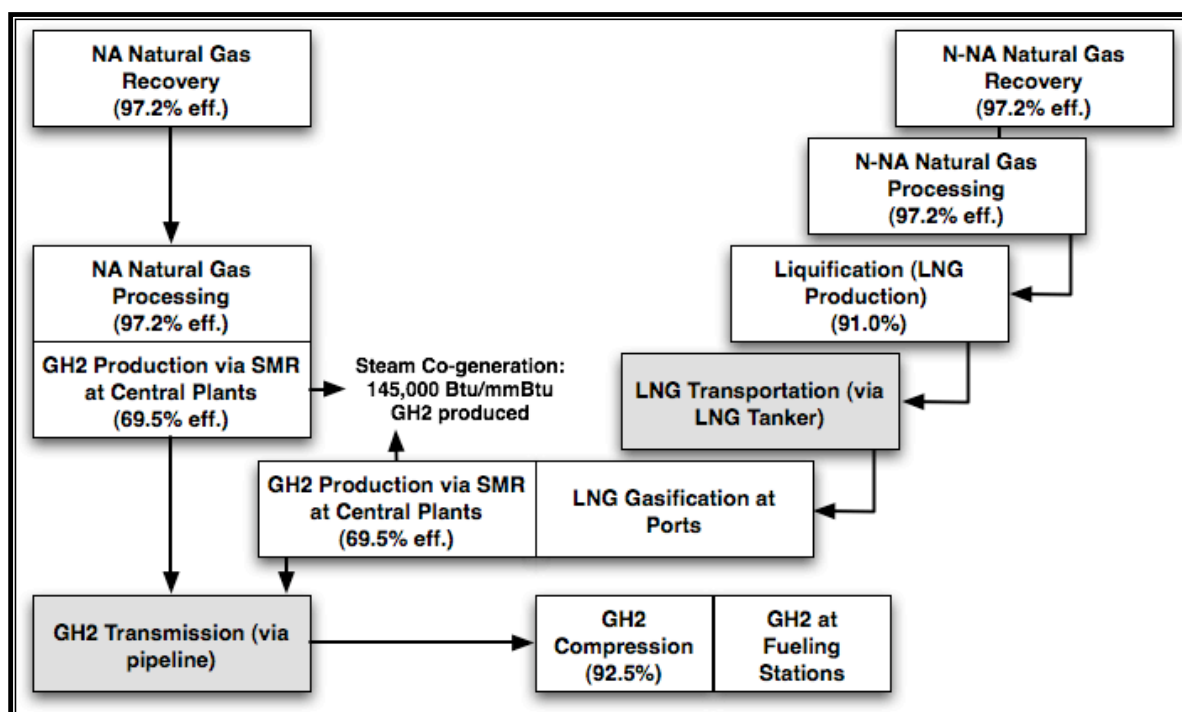 NA Natural Gas
Recovery
(97.2% eff.)
N-NA Natural Gas
Recovery
(97.2% eff.)
N-NA Natural Gas
Processing
(97.2% eff.)
NA Natural Gas
Processing
(97.2% eff.)
Liquification (LNG
Production)
(91.0%)
GH2 Production via SMR
at Central Plants
(69.5% eff.)
Steam Co-generation:
145,000 Btu/mmBtu
GH2 produced
LNG Transportation (via
LNG Tanker)
GH2 Production via SMR
at Central Plants
(69.5% eff.)
LNG Gasification at
Ports
GH2 Transmission (via
pipeline)
GH2
Compression
(92.5%)
GH2 at
Fueling
Stations